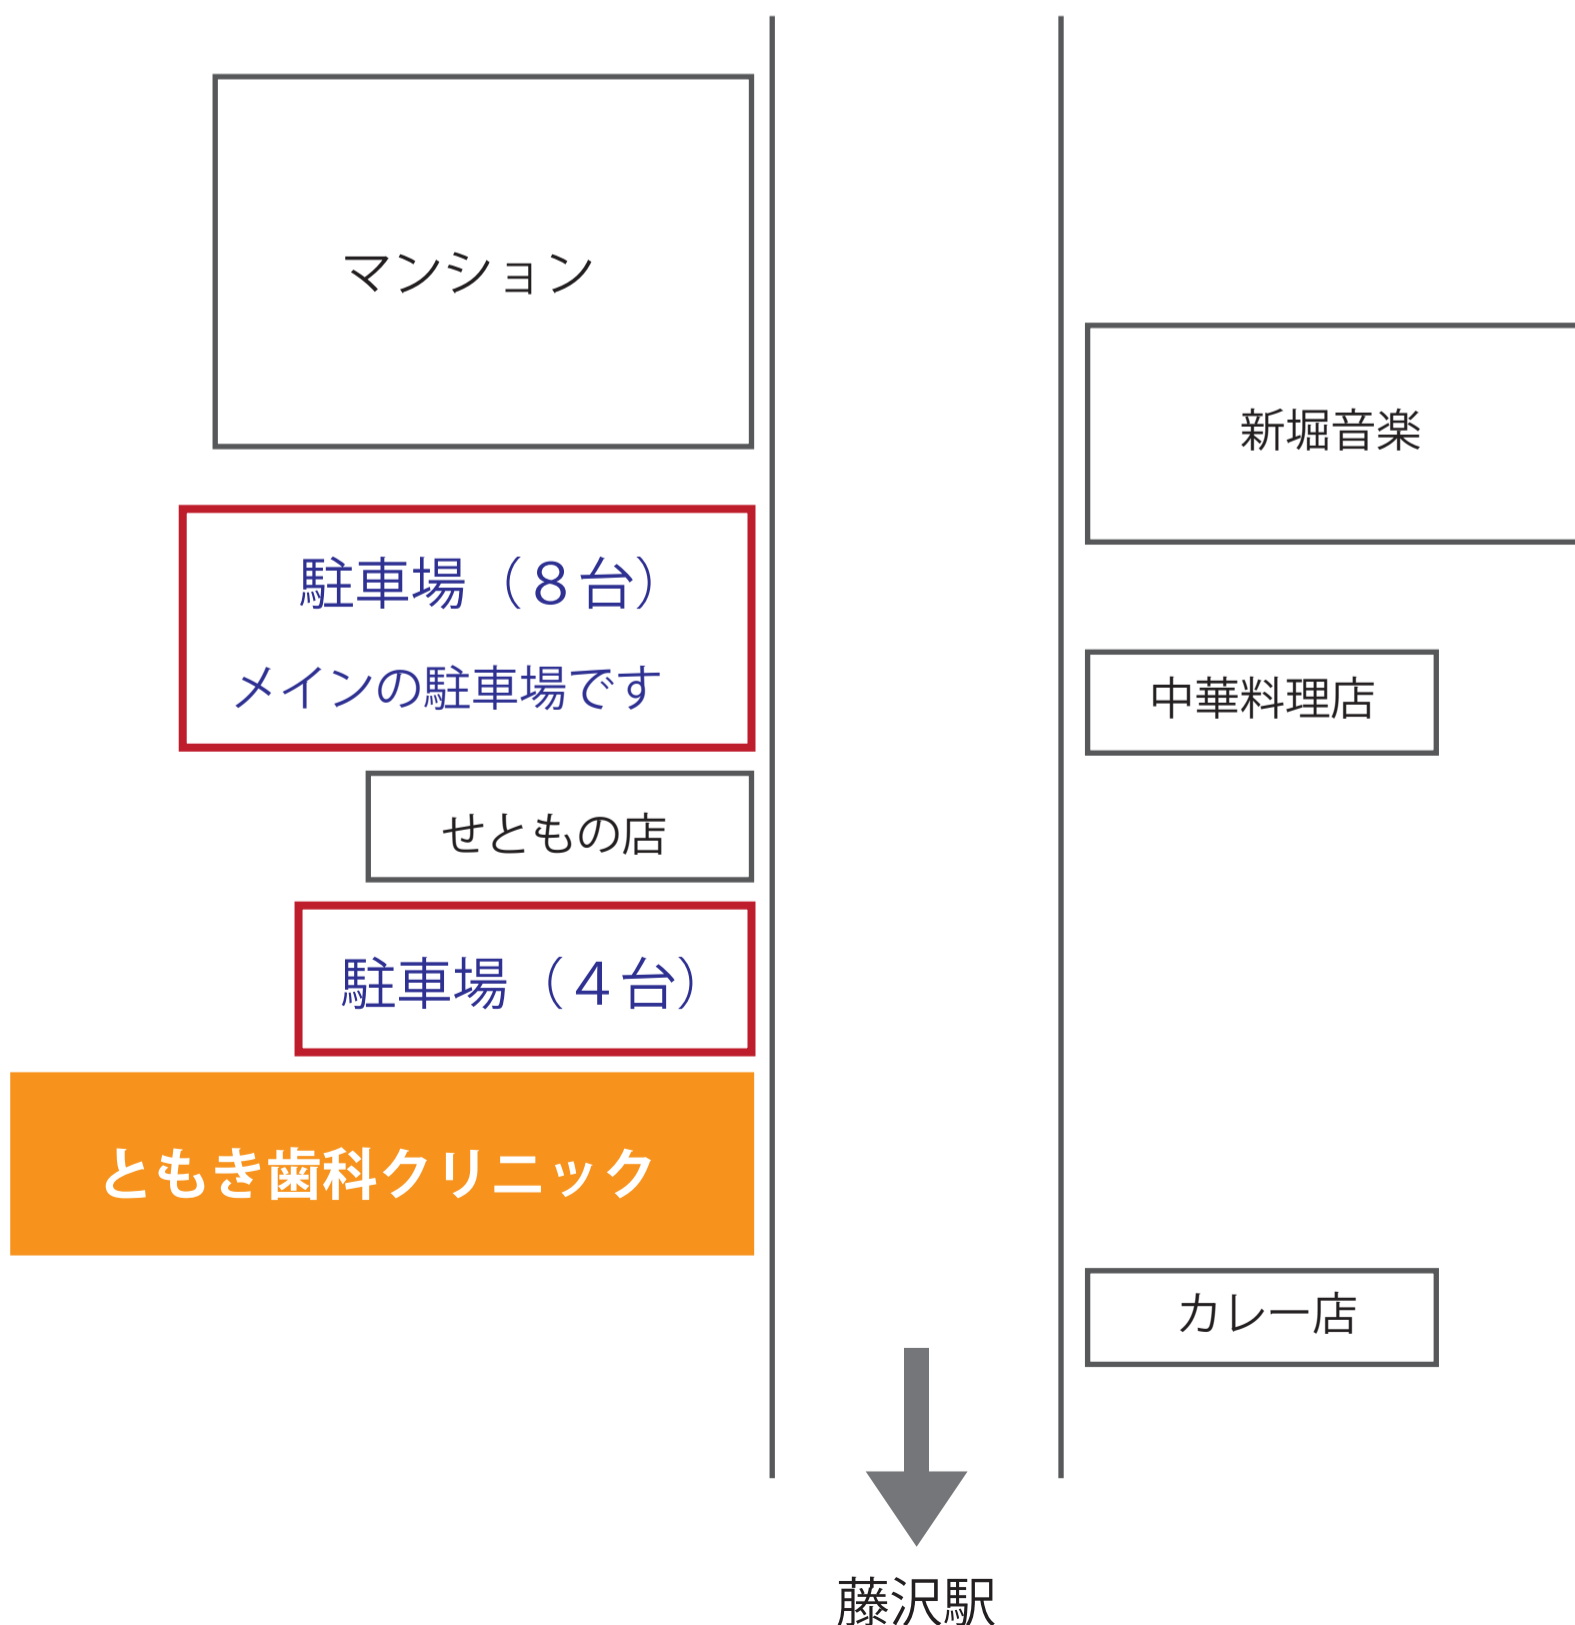 マンション
新堀音楽
駐車場（８台）
メインの駐車場です
中華料理店
せともの店
駐車場（４台）
ともき歯科クリニック
カレー店
藤沢駅